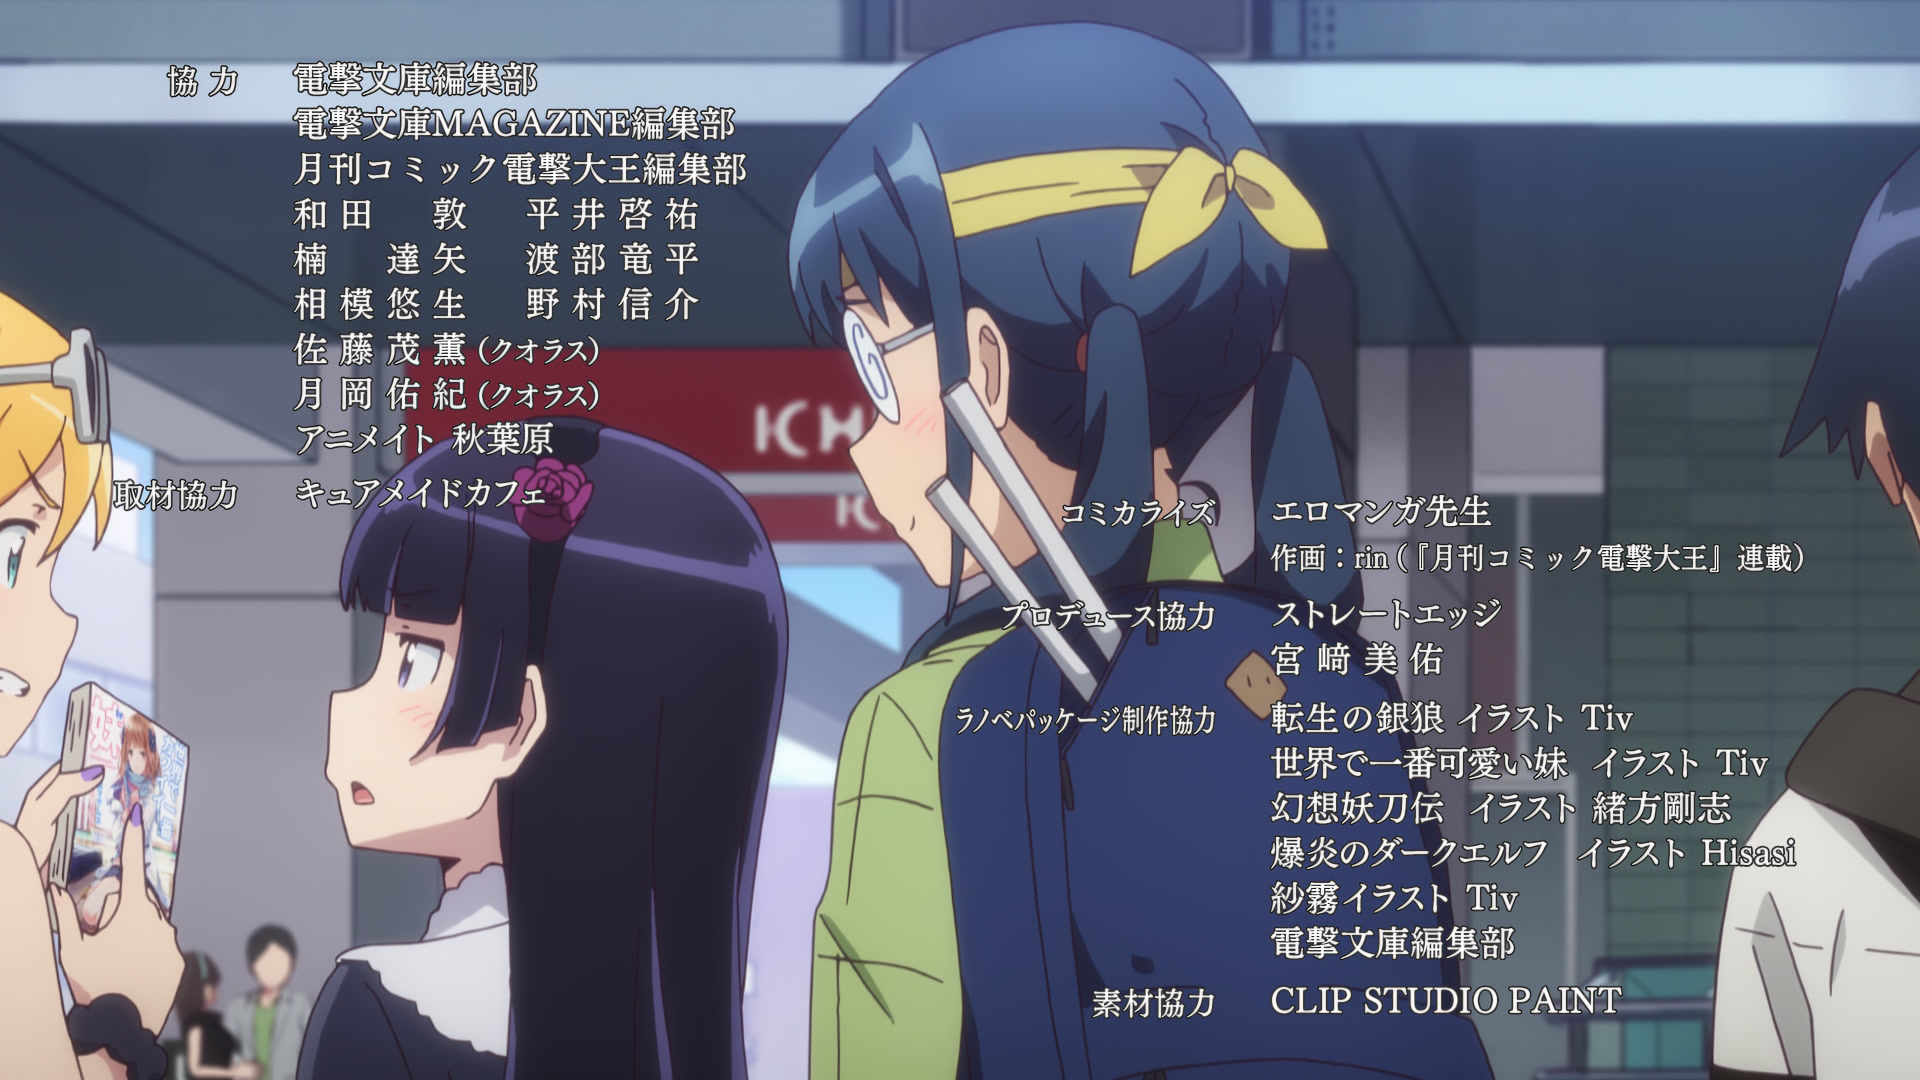 協力 電撃文庫編集部
電撃文庫MAGAZINE編集部
月刊コミック電撃大王編集部
和田 敦 平井啓祐
楠 達矢 渡部竜平
相模悠生 野村信介
佐藤茂薫(クオラス)
月岡佑紀(クオラス)
アニメイト 秋葉原
取材協力 キュアメイドカフェ
コミカライズ エロマンガ先生
作画:rin(『月刊コミック電撃大王』連載)
プロデュース協力 ストレートエッジ
宮﨑美佑
ラノベパッケージ制作協力 転生の銀狼 イラスト Tiv
世界で一番可愛い妹 イラスト Tiv
幻想妖刀伝 イラスト 緒方剛志
爆炎のダークエルフ イラスト Hisasi
紗霧イラスト Tiv
電撃文庫編集部
素材協力 CLIP STUDIO PAINT
妹